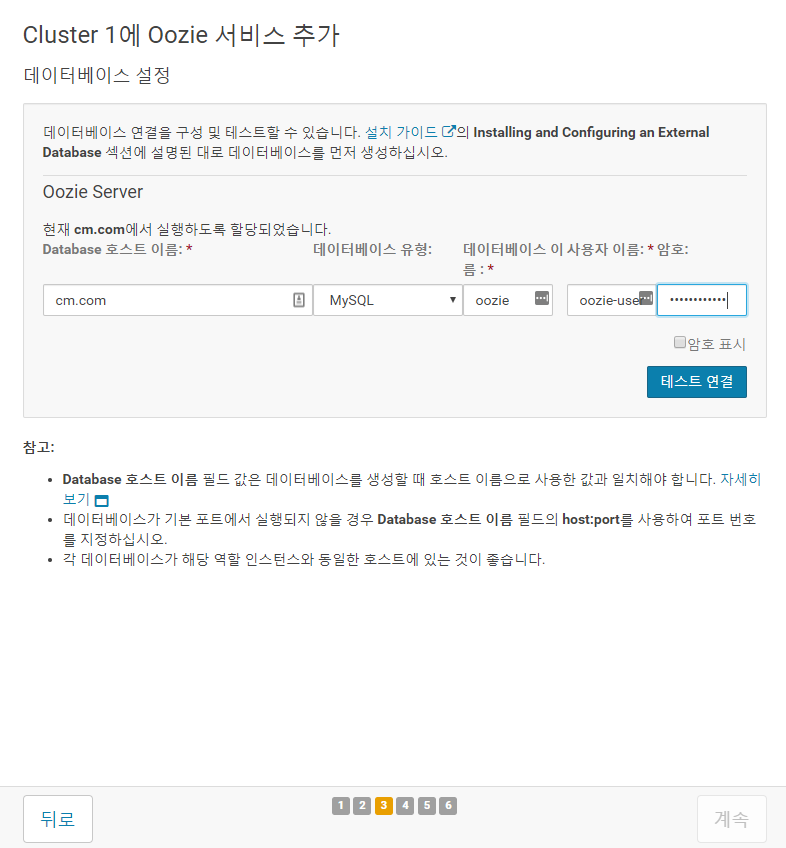 Cluster 1에 Oozie 서비스 추가
데이터베이스 설정
데이터베이스 연결을 구성 및 테스트할 수 있습니다. 설치 가이드의 Installing and Configuring an External
Database 섹션에 설명된 대로 데이터베이스를 먼저 생성하십시오.
Oozie Server
현재 cm.com에서 실행하도록 할당되었습니다.
Database 호스트 이름: * 데이터베이스 유형: 데이터베이스 이 사용자 이름: * 암호:
름 : *
cm.com MySQL oozie oozie-user ••••••••••••
암호 표시
테스트 연결
참고:
• Database 호스트 이름 필드 값은 데이터베이스를 생성할 때 호스트 이름으로 사용한 값과 일치해야 합니다. 자세히
보기
• 데이터베이스가 기본 포트에서 실행되지 않을 경우 Database 호스트 이름 필드의 host:port를 사용하여 포트 번호
를 지정하십시오.
• 각 데이터베이스가 해당 역할 인스턴스와 동일한 호스트에 있는 것이 좋습니다.
뒤로 1 2 3 4 5 6 계속